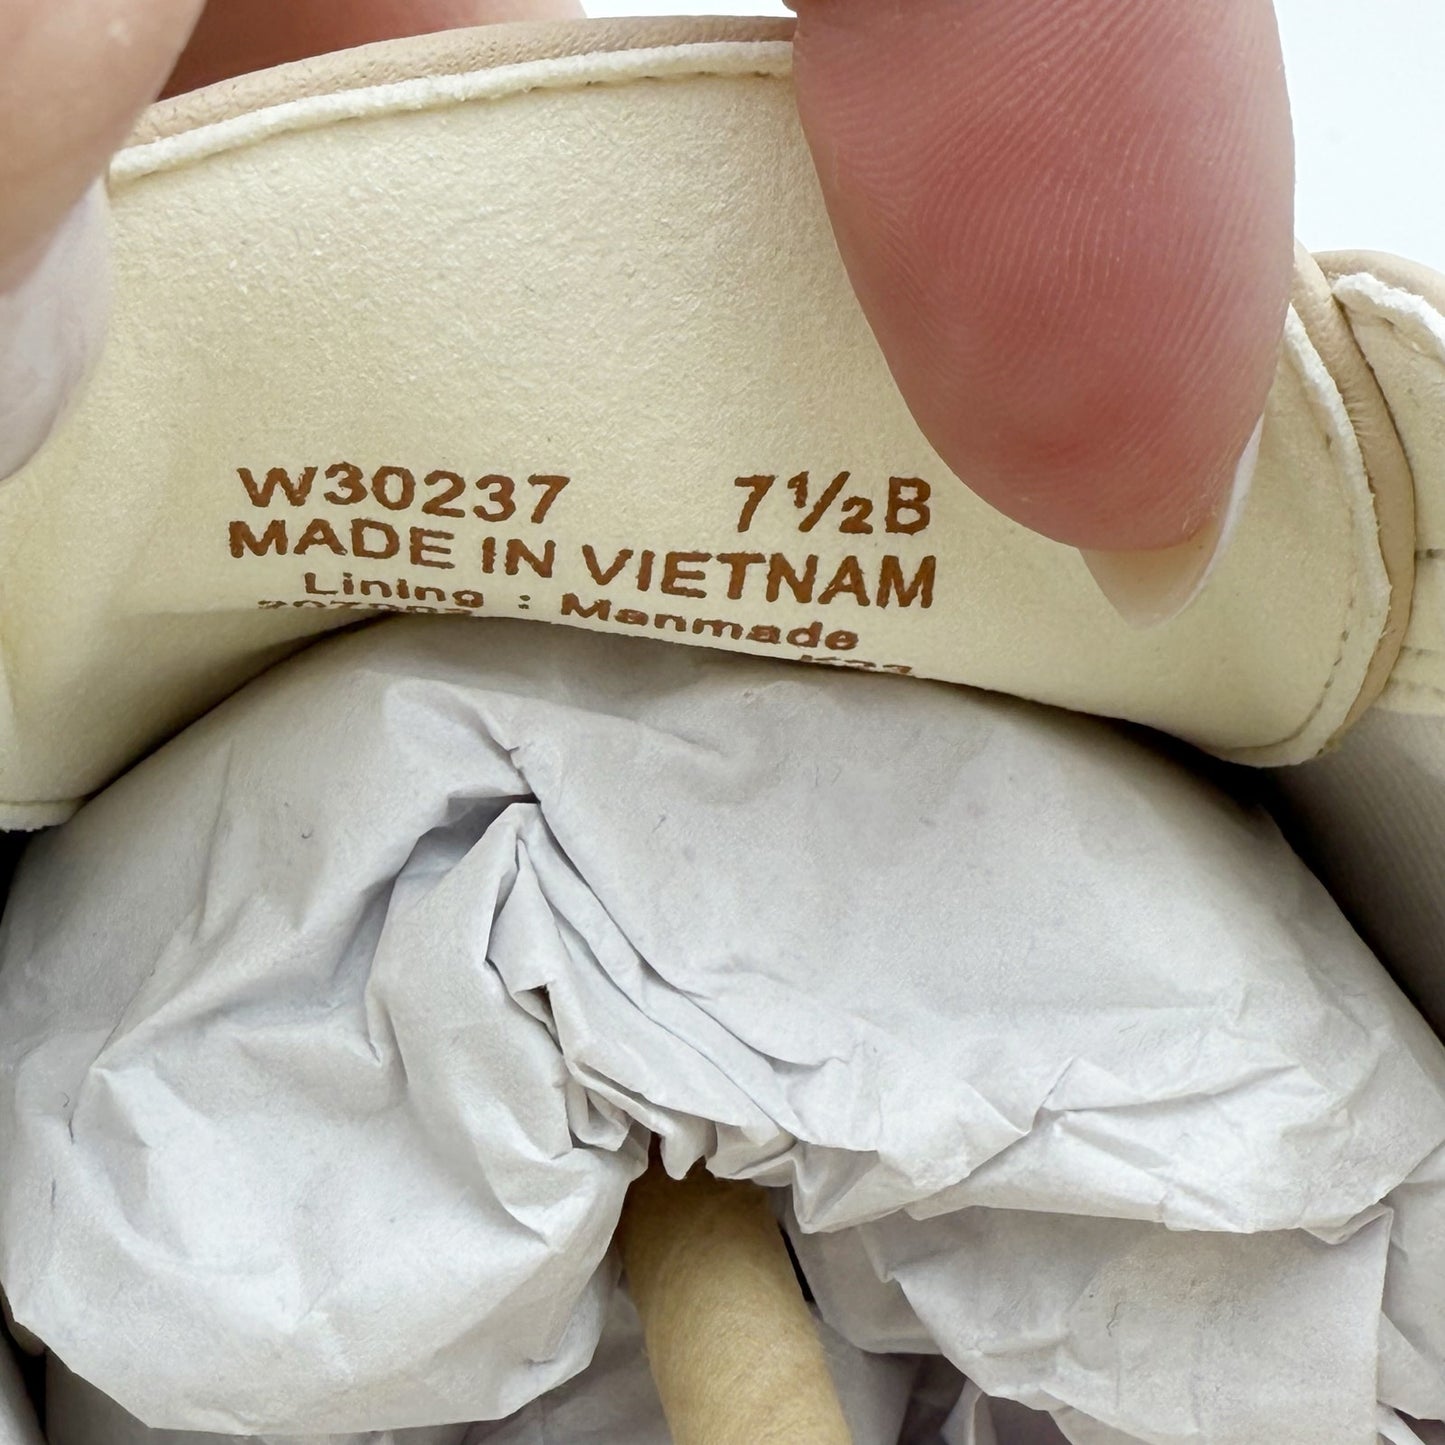 W30237 7½B
MADE IN VIETNAM
Lining : Manmade